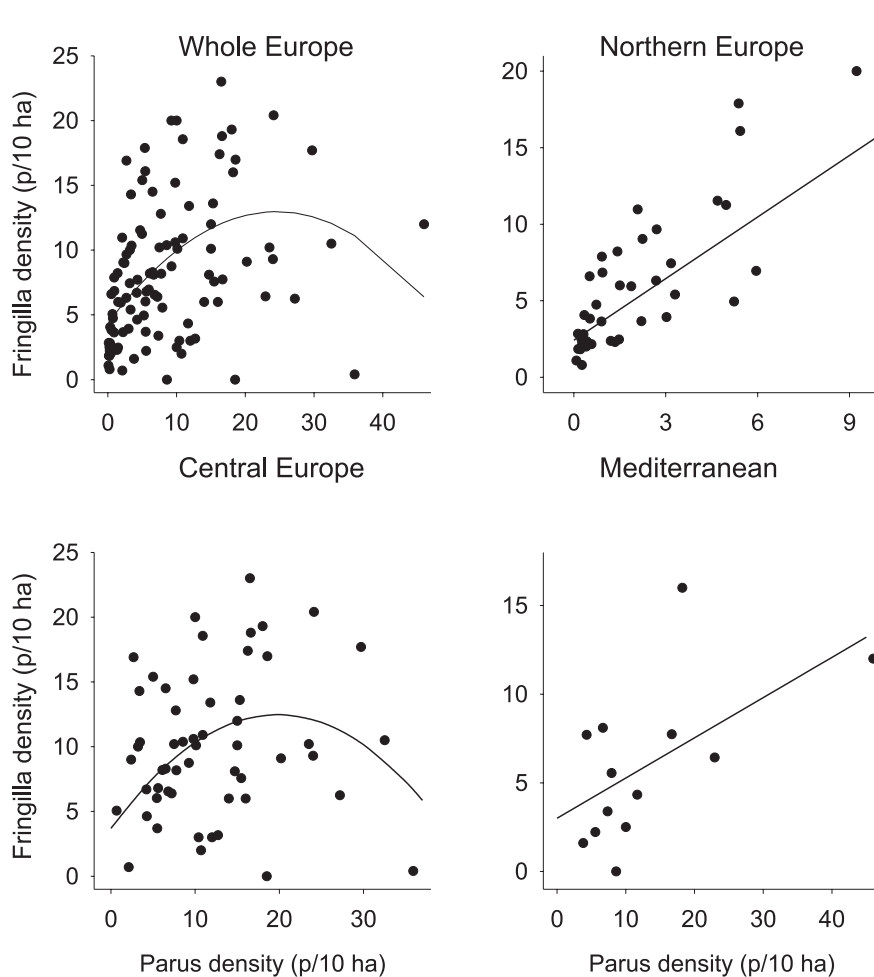 Whole Europe
Northern Europe
Fringilla density (p/10 ha)
25
20
15
10
5
0
0 10 20 30 40
20
15
10
5
0
0 3 6 9
Central Europe
Mediterranean
Fringilla density (p/10 ha)
25
20
15
10
5
0
0 10 20 30
Parus density (p/10 ha)
15
10
5
0
0 10 20 30 40
Parus density (p/10 ha)